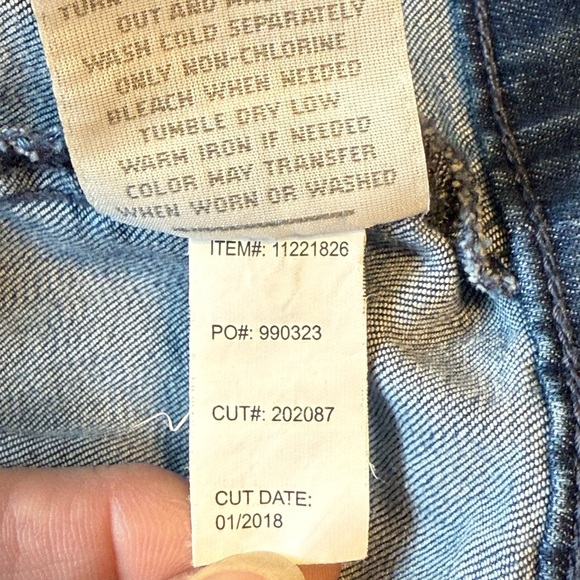 TURN
OUT AND
WASH COLD SEPARATELY
ONLY NON-CHLORINE
BLEACH WHEN NEEDED
TUMBLE DRY LOW
WARM IRON IF NEEDED
COLOR MAY TRANSFER
WHEN WORN OR WASHED
ITEM#: 11221826
PO#: 990323
CUT#: 202087
CUT DATE:
01/2018